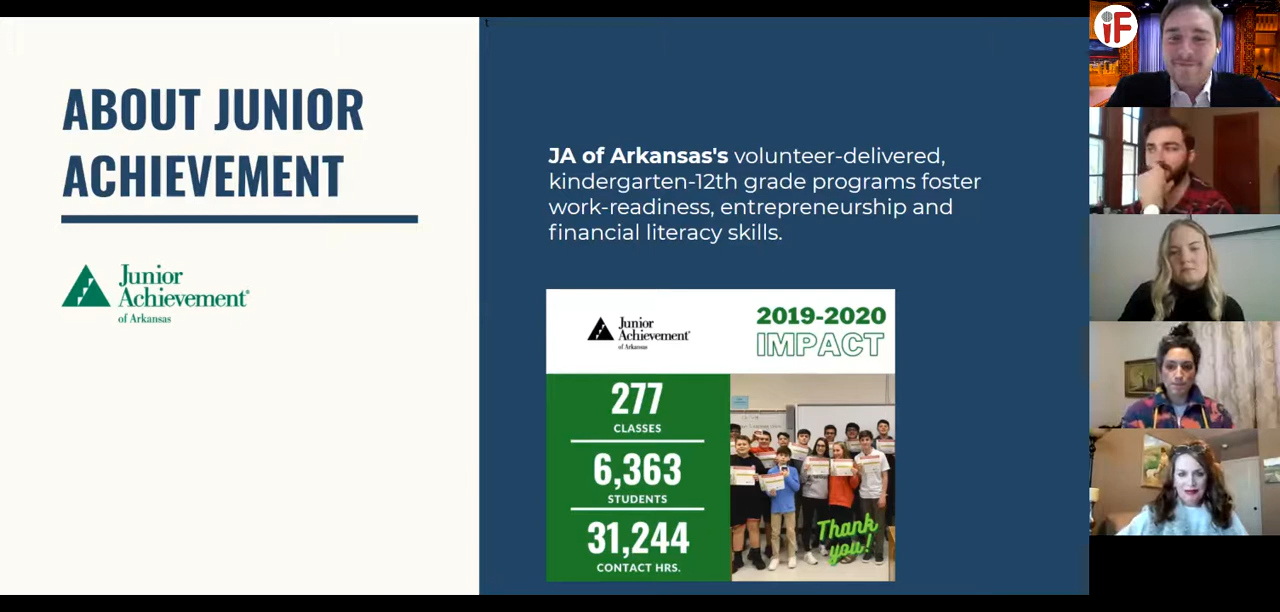 ABOUT JUNIOR
ACHIEVEMENT
Junior
Achievement®
of Arkansas
1
JA of Arkansas's volunteer-delivered,
kindergarten-12th grade programs foster
work-readiness, entrepreneurship and
financial literacy skills.
Junior
Achievement®
of Arkansas
2019-2020
IMPACT
277
CLASSES
6,363
STUDENTS
31,244
CONTACT HRS.
Thank
you!
iF